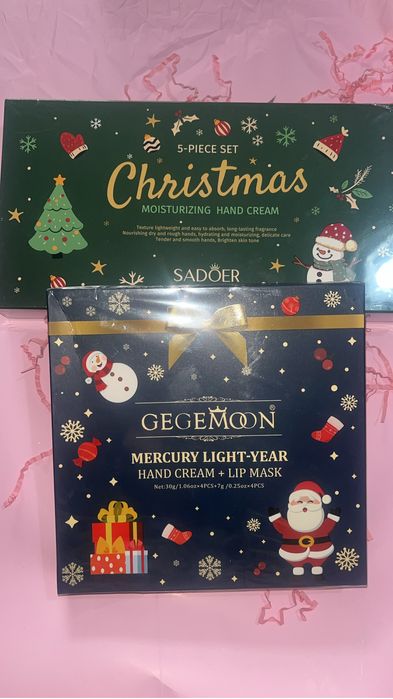 5-PIECE SET
Christmas
MOISTURIZING HAND CREAM
Texture lightweight and easy to absorb, long-lasting fragrance
Nourishing dry and rough hands, hydrating and moisturizing, delicate care
Tender and smooth hands, Brighten skin tone
SADOER
GEGEMOON®
MERCURY LIGHT-YEAR
HAND CREAM + LIP MASK
Net:30g/1.06oz×4PCS+7g /0.25oz×4PCS